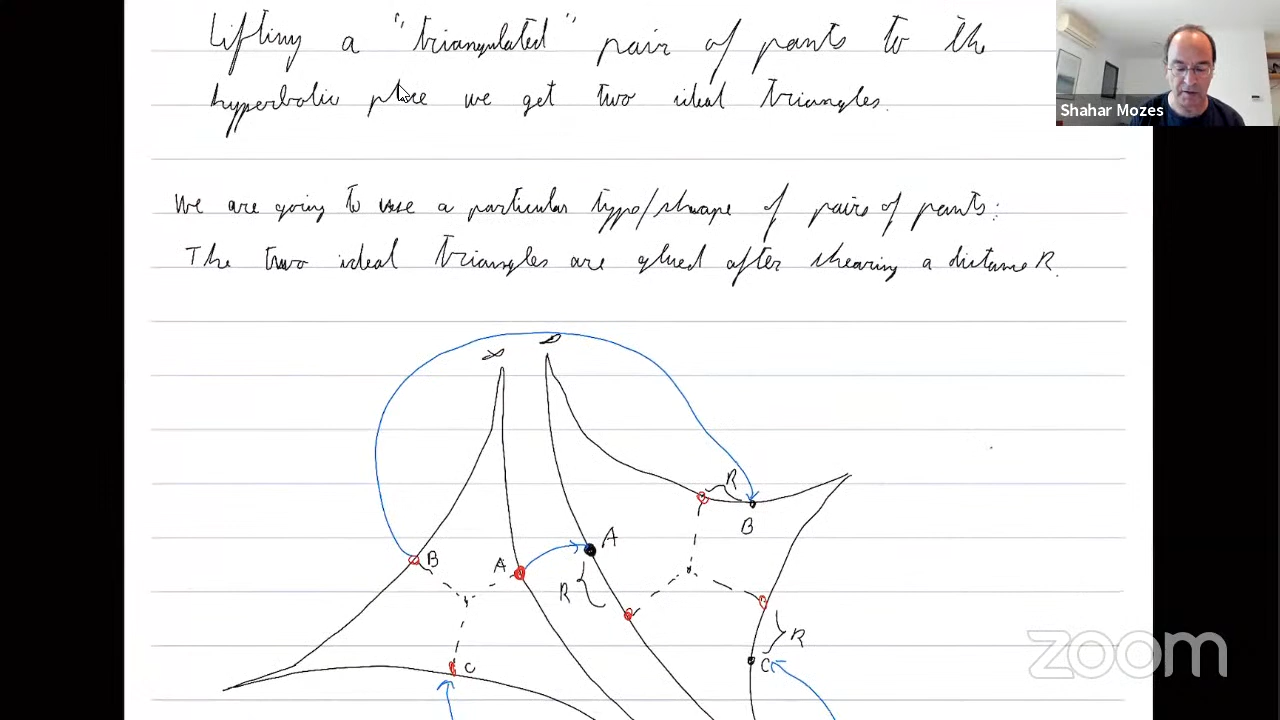 Lifting a "triangulated" pair of pants to the
hyperbolic place we get two ideal triangles.
Shahar Mozes
We are going to use a particular type/shape of pairs of pants:
The two ideal triangles are glued after shearing a distance R.
∞ ∞
R
B
B A A
R
R
C C
zoom